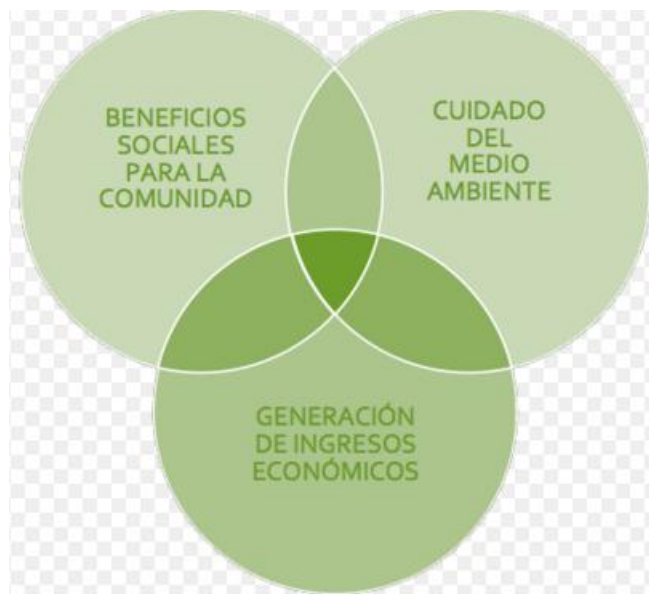 BENEFICIOS
SOCIALES
PARA LA
COMUNIDAD
CUIDADO
DEL
MEDIO
AMBIENTE
GENERACIÓN
DE INGRESOS
ECONÓMICOS